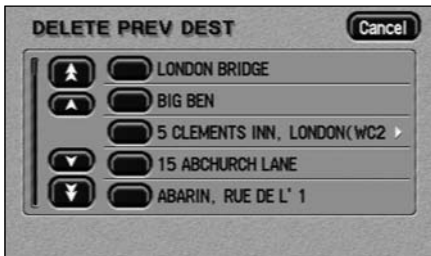 DELETE PREV DEST
Cancel
LONDON BRIDGE
BIG BEN
5 CLEMENTS INN, LONDON(WC2
15 ABCHURCH LANE
ABARIN, RUE DE L' 1